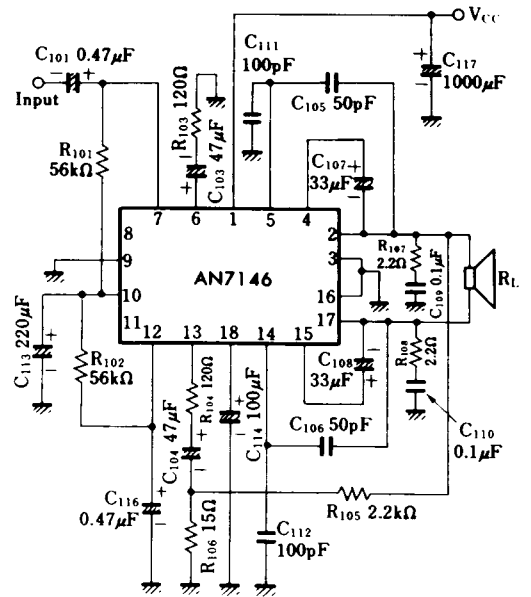 V_CC
C101 0.47μF
− +
Input
C111
100pF
C105 50pF
+
−
C117
1000μF
R103 120Ω
−
+
C103 47μF
R101
56kΩ
C107
33μF
+
−
7 6 1 5 4
8
9
10
11
AN7146
2
3
16
17
12 13 18 14 15
R107
2.2Ω
C109 0.1μF
R_L
C113 220μF
+
−
R102
56kΩ
R104 120Ω
+
−
C104 47μF
+
−
C114 100μF
C108
33μF
−
+
R108
2.2Ω
C106 50pF
C110
0.1μF
C116
0.47μF
+
−
R106 15Ω
R105 2.2kΩ
C112
100pF